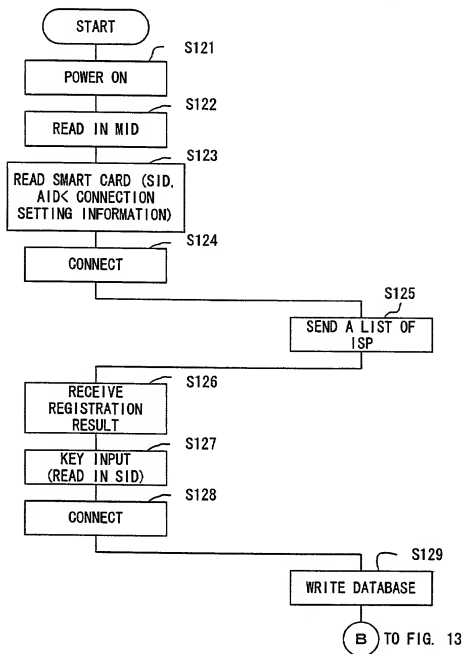 START
S121
POWER ON
S122
READ IN MID
S123
READ SMART CARD (SID,
AID< CONNECTION
SETTING INFORMATION)
S124
CONNECT
S125
SEND A LIST OF
ISP
S126
RECEIVE
REGISTRATION
RESULT
S127
KEY INPUT
(READ IN SID)
S128
CONNECT
S129
WRITE DATABASE
B TO FIG. 13